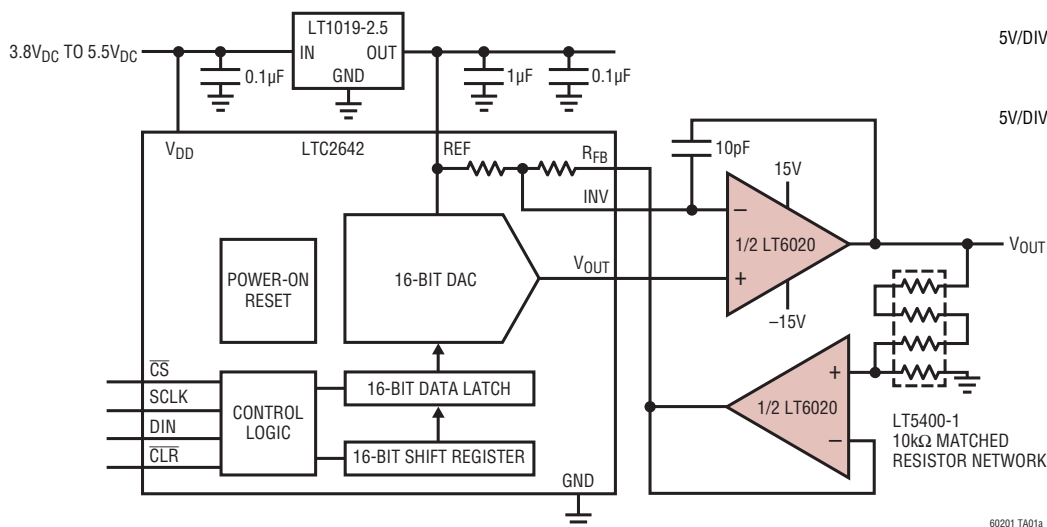 LT1019-2.5
3.8VDC TO 5.5VDC
IN
OUT
GND
0.1µF
1µF
0.1µF
5V/DIV
5V/DIV
VDD
LTC2642
REF
RFB
INV
10pF
15V
–
1/2 LT6020
+
–15V
VOUT
POWER-ON
RESET
16-BIT DAC
VOUT
CS
SCLK
DIN
CLR
CONTROL
LOGIC
16-BIT DATA LATCH
16-BIT SHIFT REGISTER
GND
+
1/2 LT6020
–
LT5400-1
10kΩ MATCHED
RESISTOR NETWORK
60201 TA01a